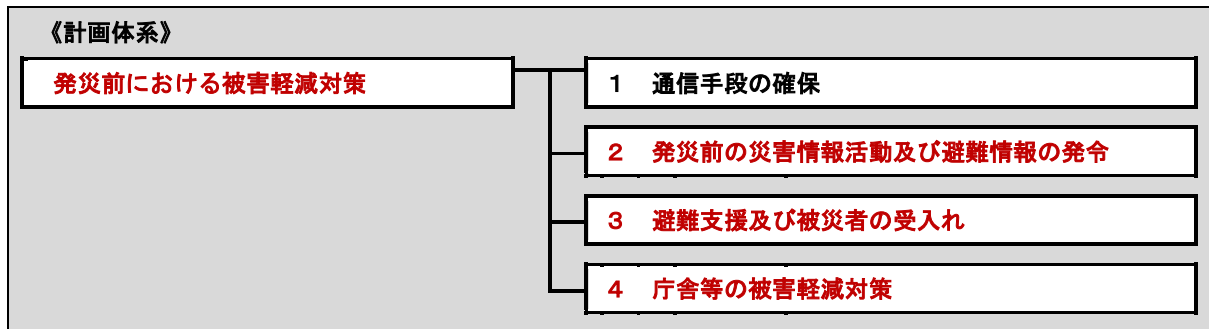 《計画体系》
発災前における被害軽減対策
１　通信手段の確保
２　発災前の災害情報活動及び避難情報の発令
３　避難支援及び被災者の受入れ
４　庁舎等の被害軽減対策